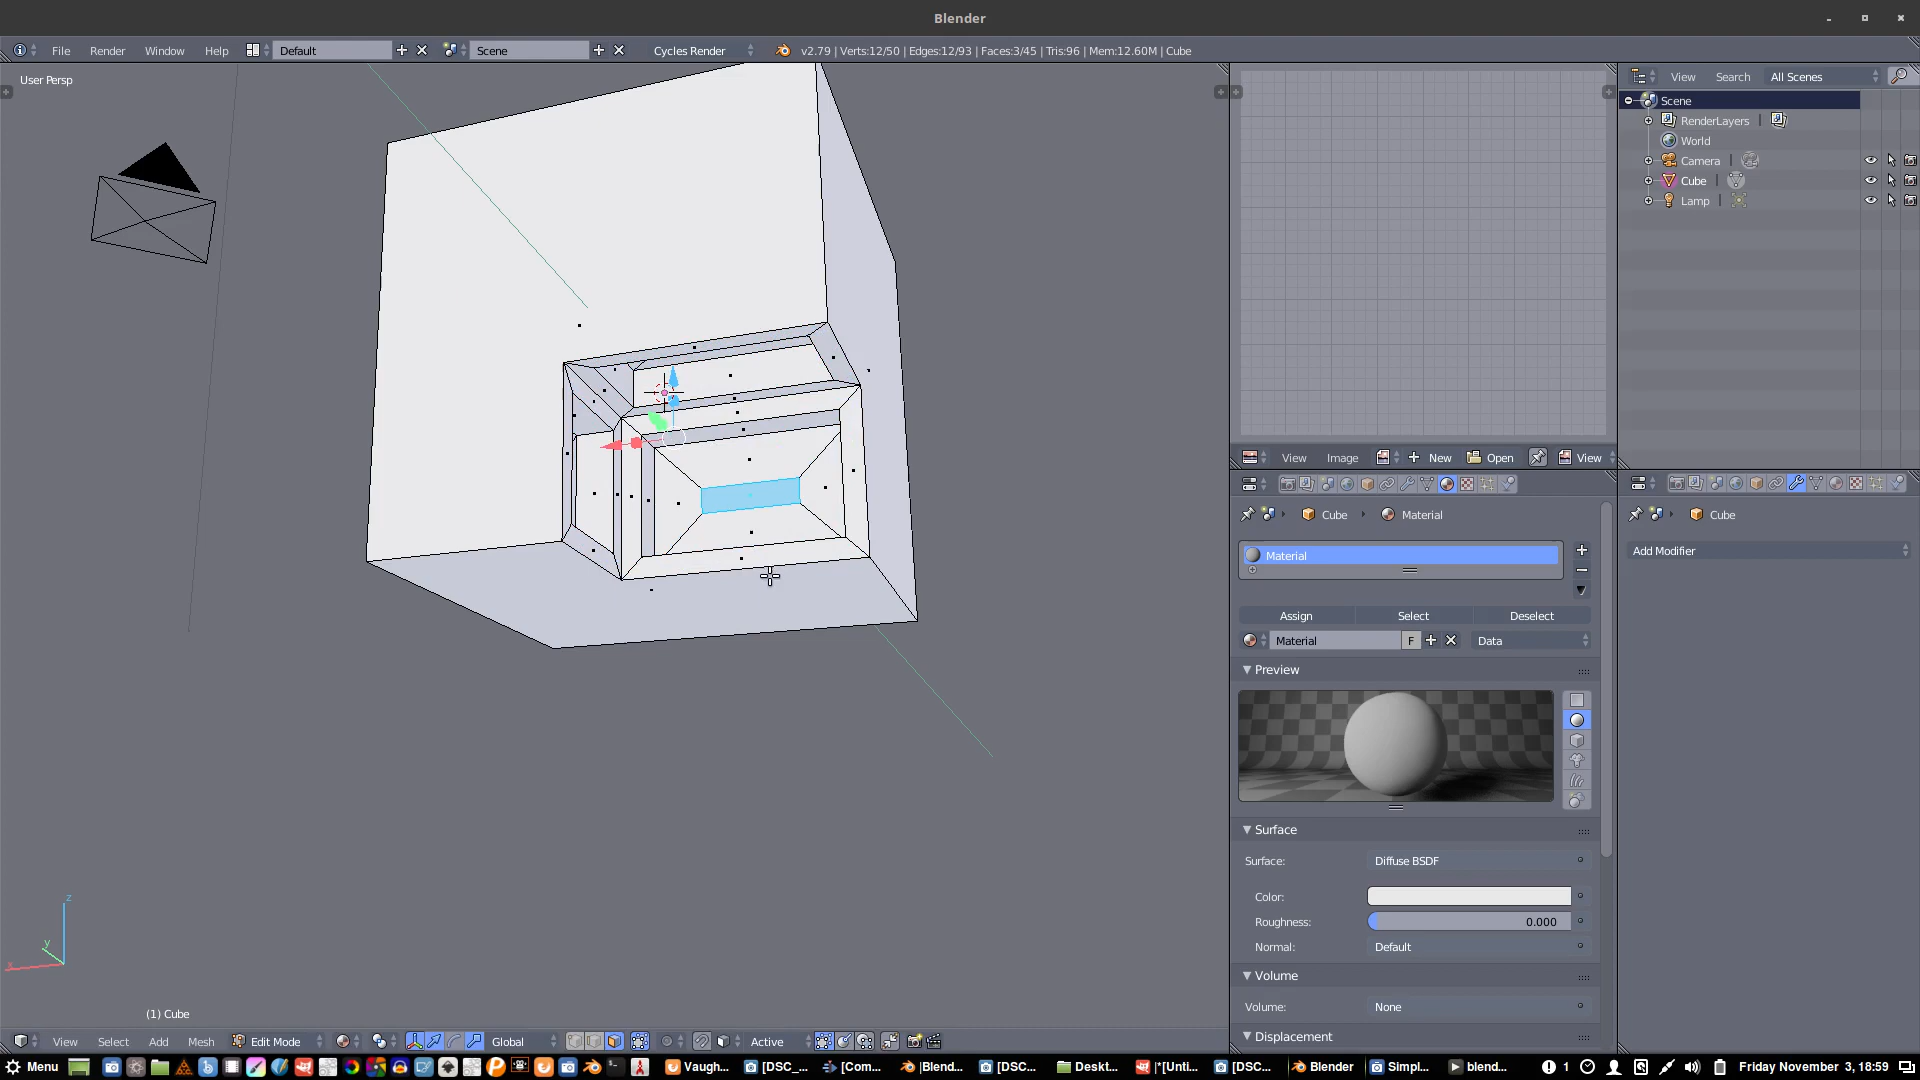 Blender
File Render Window Help Default Scene Cycles Render v2.79 | Verts:12/50 | Edges:12/93 | Faces:3/45 | Tris:96 | Mem:12.60M | Cube
User Persp
View Search All Scenes
Scene
RenderLayers
World
Camera
Cube
Lamp
View Image New Open View
Cube Material
Material
Assign Select Deselect
Material F Data
Preview
Surface
Surface: Diffuse BSDF
Color:
Roughness: 0.000
Normal: Default
Volume
Volume: None
Displacement
Cube
Add Modifier
z
y
x
(1) Cube
View Select Add Mesh Edit Mode Global Active
Menu Vaugh... [DSC_... [Com... |Blend... [DSC... Deskt... |*[Unti... [DSC... Blender Simpl... blend... 1 Friday November 3, 18:59